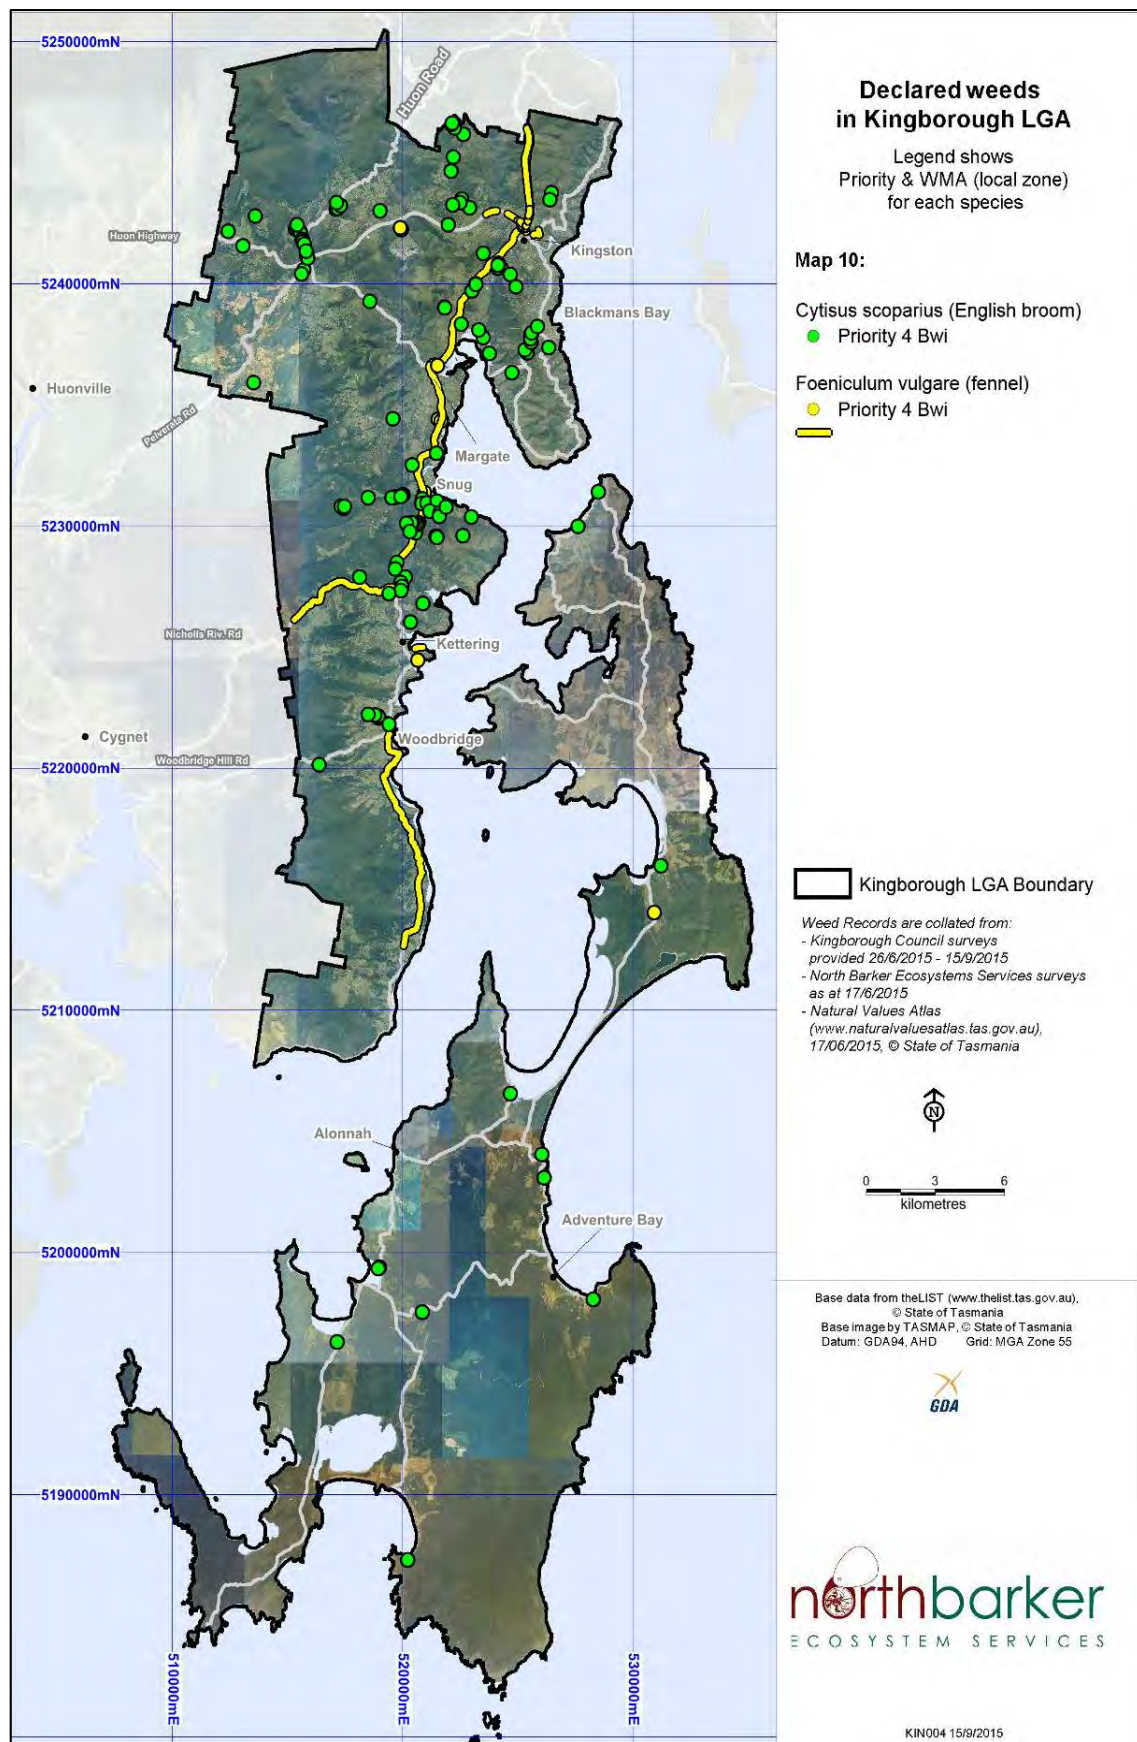 5250000mN
Huon Road
Huon Highway
Kingston
5240000mN
Blackmans Bay
Huonville
Pelverata Rd
Margate
Snug
5230000mN
Nicholls Riv. Rd
Kettering
Cygnet
Woodbridge
Woodbridge Hill Rd
5220000mN
5210000mN
Alonnah
Adventure Bay
5200000mN
5190000mN
510000mE
520000mE
530000mE
Declared weeds
in Kingborough LGA
Legend shows
Priority & WMA (local zone)
for each species
Map 10:
Cytisus scoparius (English broom)
Priority 4 Bwi
Foeniculum vulgare (fennel)
Priority 4 Bwi
Kingborough LGA Boundary
Weed Records are collated from:
- Kingborough Council surveys
provided 26/6/2015 - 15/9/2015
- North Barker Ecosystems Services surveys
as at 17/6/2015
- Natural Values Atlas
(www.naturalvaluesatlas.tas.gov.au),
17/06/2015, © State of Tasmania
N
0 3 6
kilometres
Base data from theLIST (www.thelist.tas.gov.au),
© State of Tasmania
Base image by TASMAP, © State of Tasmania
Datum: GDA94, AHD Grid: MGA Zone 55
GDA
northbarker
ECOSYSTEM SERVICES
KIN004 15/9/2015